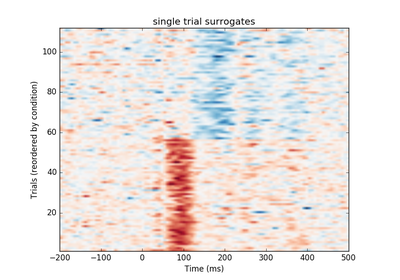 single trial surrogates
100
80
60
40
20
Trials (reordered by condition)
-200 -100 0 100 200 300 400 500
Time (ms)